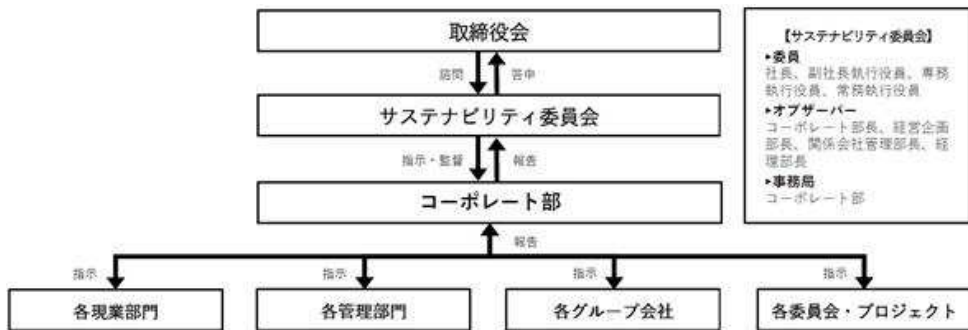 取締役会
諮問
答申
サステナビリティ委員会
指示・監督
報告
コーポレート部
報告
指示
指示
指示
指示
各現業部門
各管理部門
各グループ会社
各委員会・プロジェクト
【サステナビリティ委員会】
▸委員
社長、副社長執行役員、専務
執行役員、常務執行役員
▸オブザーバー
コーポレート部長、経営企画
部長、関係会社管理部長、経
理部長
▸事務局
コーポレート部